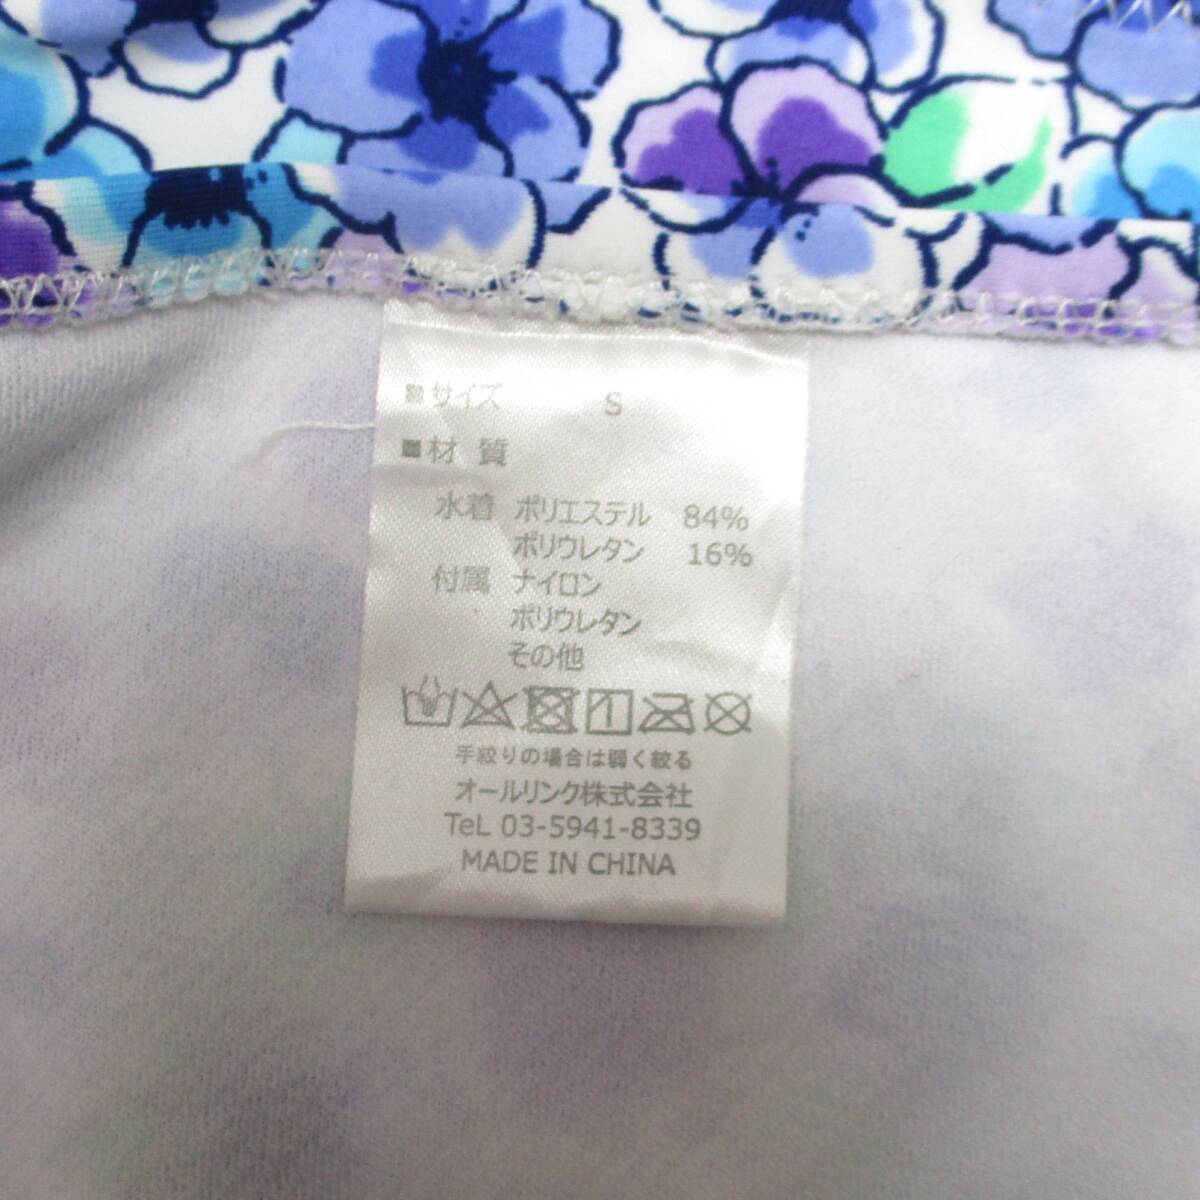 ■サイズ S
■材 質
水着 ポリエステル 84%
ポリウレタン 16%
付属 ナイロン
ポリウレタン
その他
手絞りの場合は弱く絞る
オールリンク株式会社
TeL 03-5941-8339
MADE IN CHINA